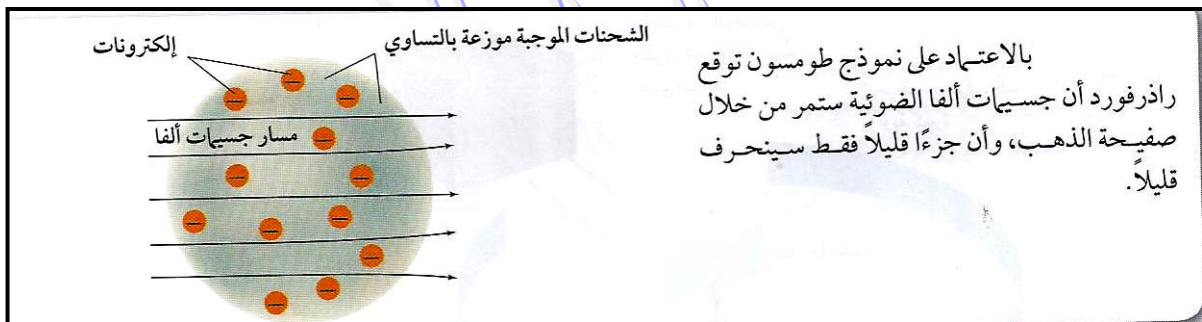 بالاعتماد على نموذج طومسون توقع
راذرفورد أن جسيمات ألفا الضوئية ستمر من خلال
صفيحة الذهب، وأن جزءًا قليلاً فقط سينحرف
قليلاً.
الشحنات الموجبة موزعة بالتساوي
إلكترونات
مسار جسيمات ألفا